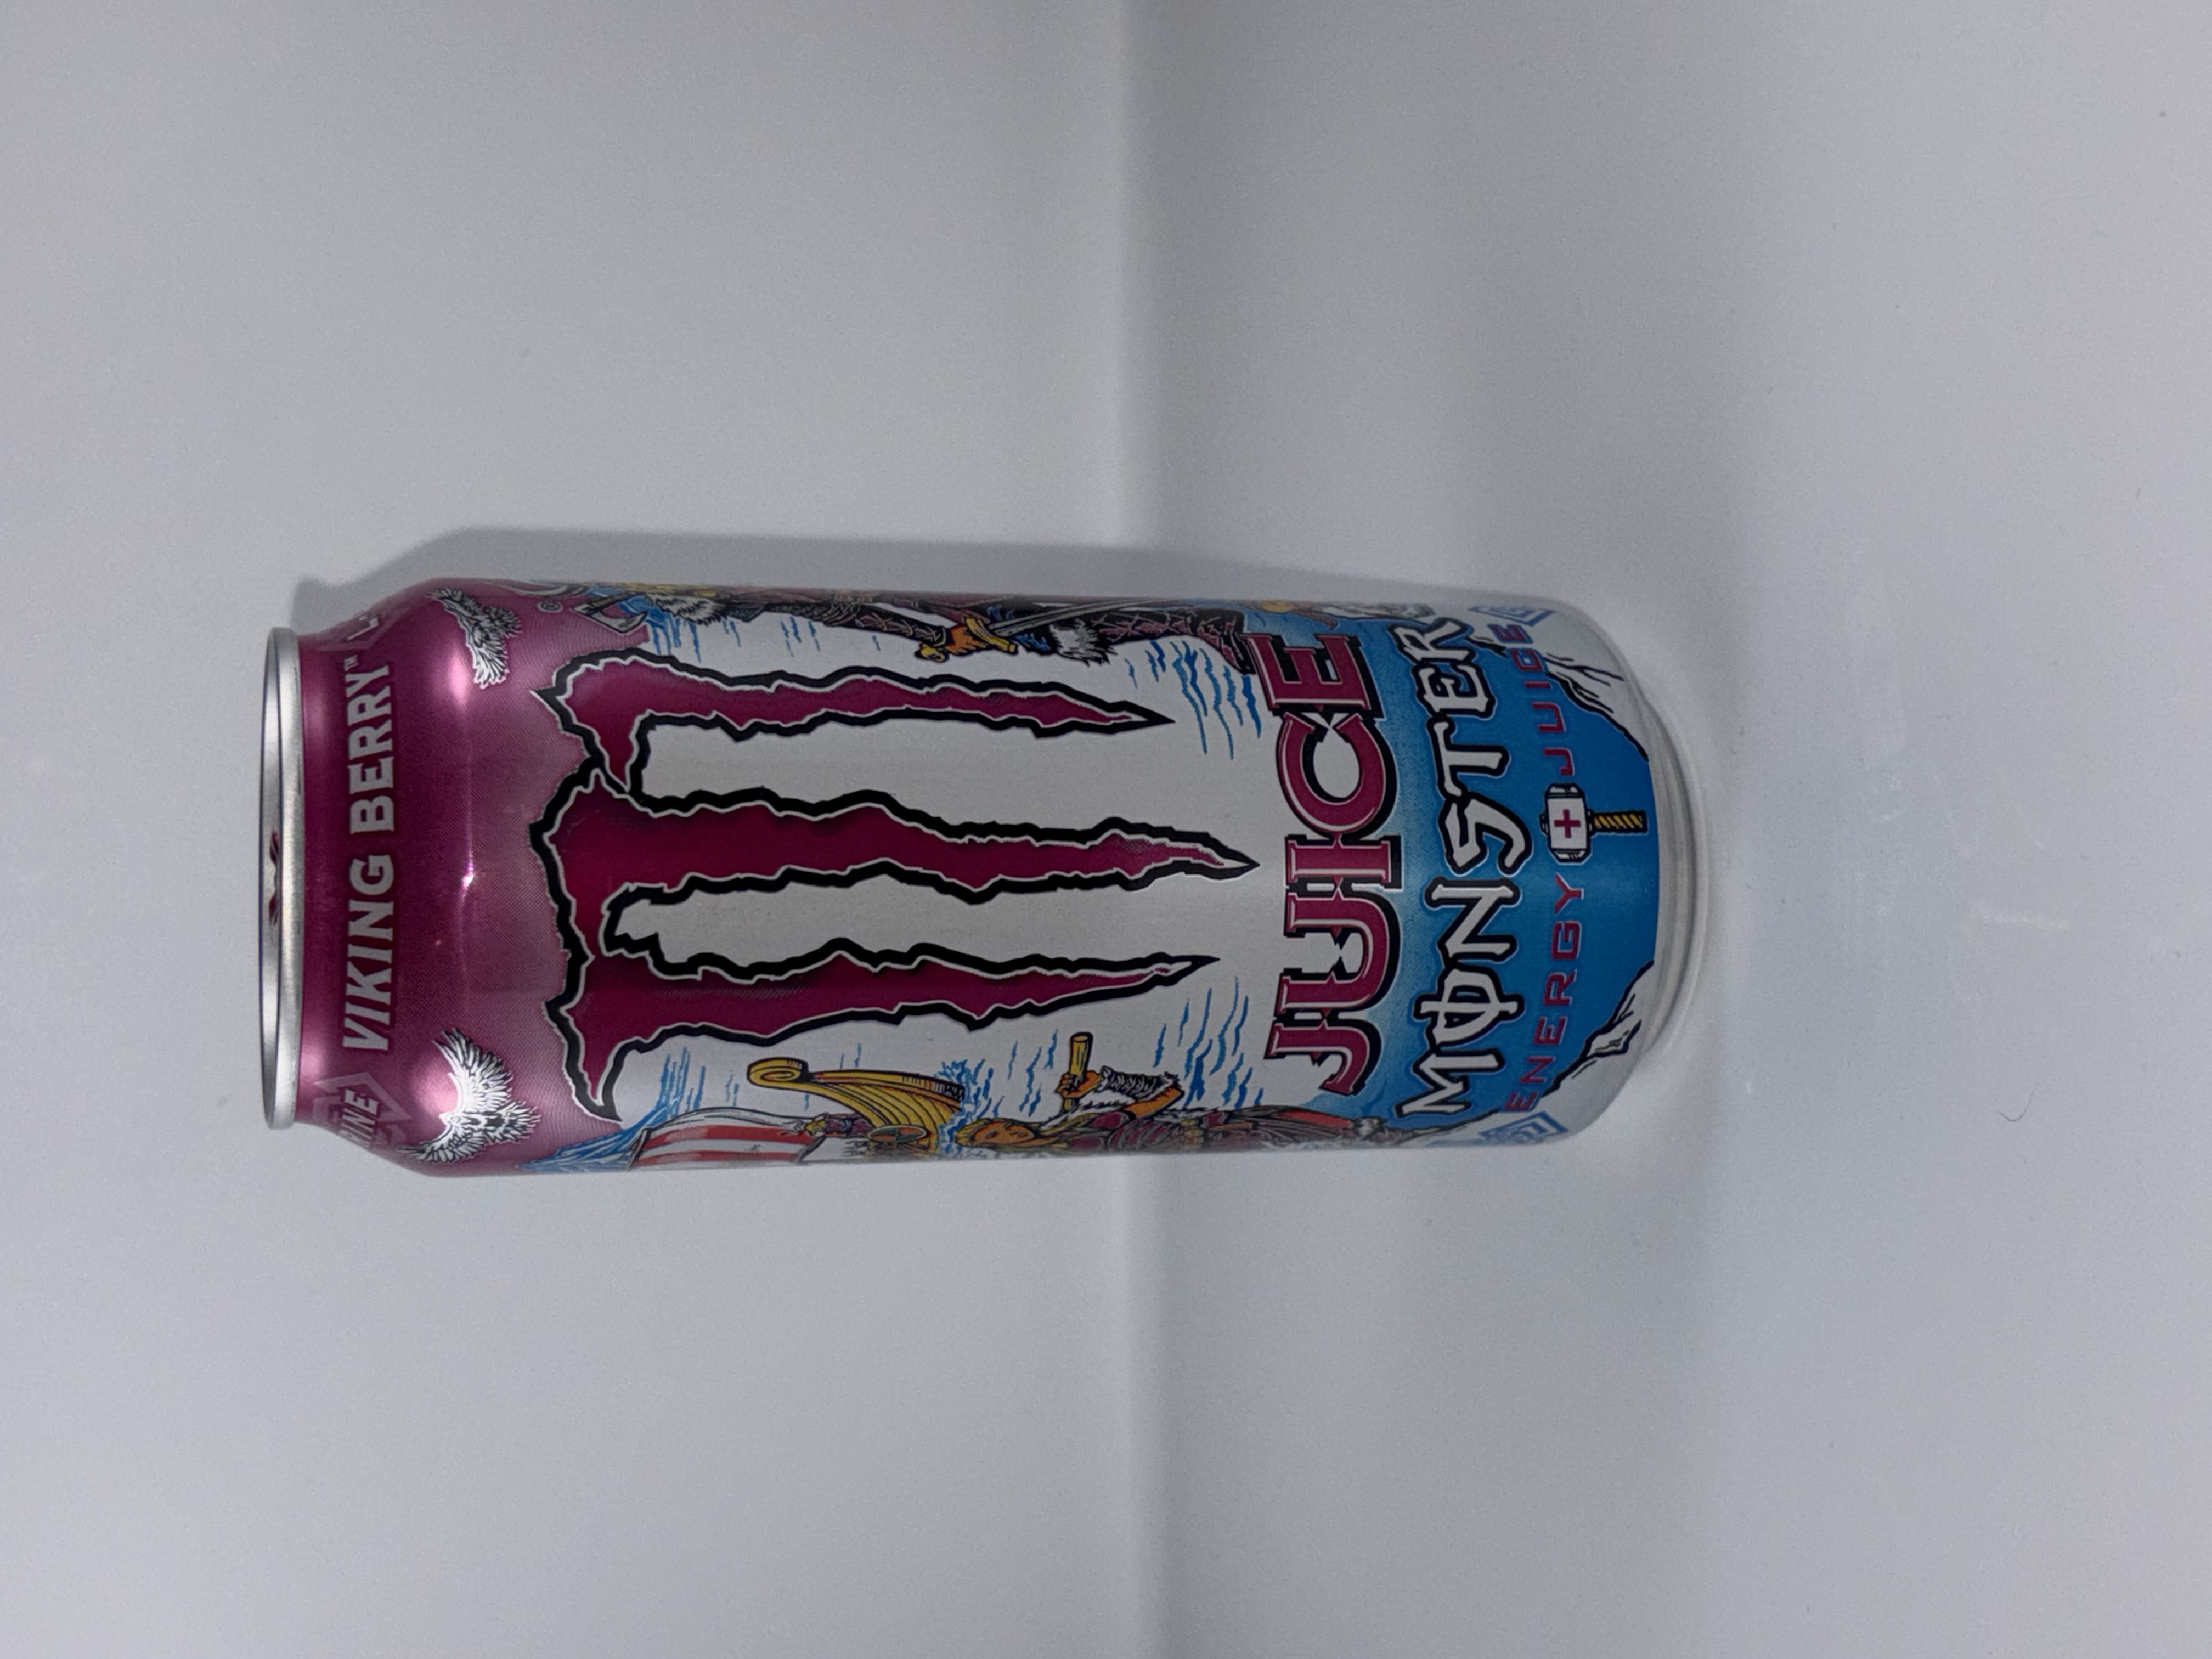 VIKING BERRY™
JUICE
MONSTER
ENERGY + JUICE